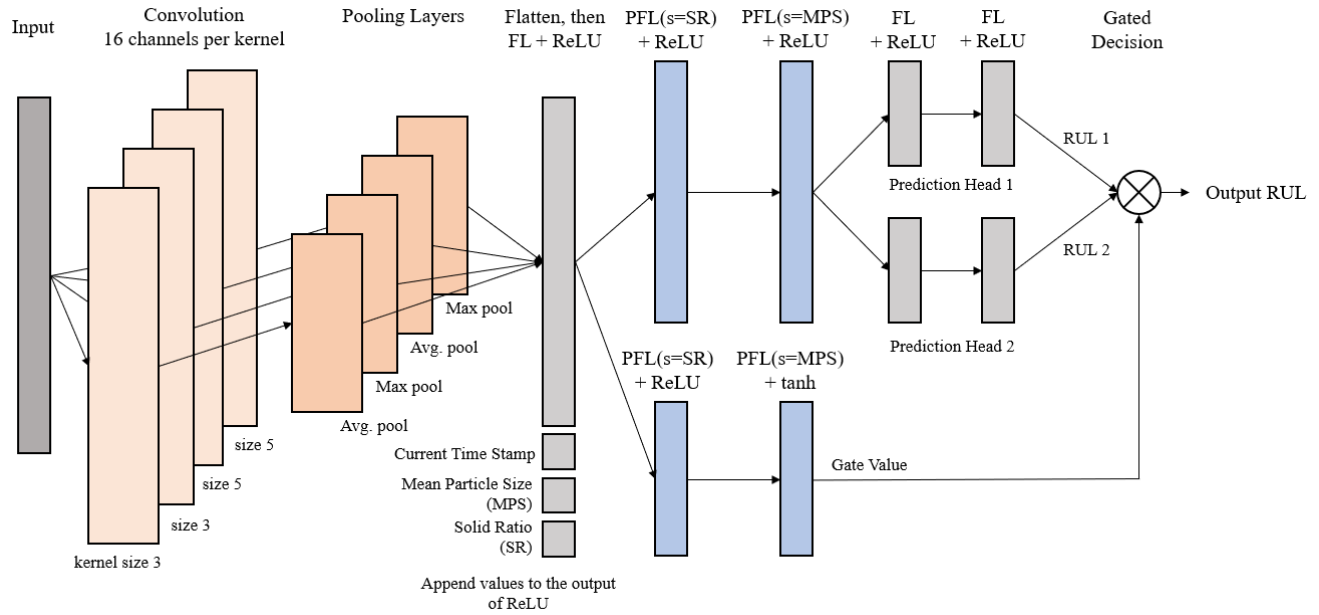 Input
Convolution
16 channels per kernel
Pooling Layers
Flatten, then
FL + ReLU
PFL(s=SR)
+ ReLU
PFL(s=MPS)
+ ReLU
FL
+ ReLU
FL
+ ReLU
Gated
Decision
RUL 1
Prediction Head 1
Output RUL
RUL 2
Prediction Head 2
Max pool
Avg. pool
Max pool
Avg. pool
size 5
size 5
size 3
kernel size 3
PFL(s=SR)
+ ReLU
PFL(s=MPS)
+ tanh
Gate Value
Current Time Stamp
Mean Particle Size
(MPS)
Solid Ratio
(SR)
Append values to the output
of ReLU